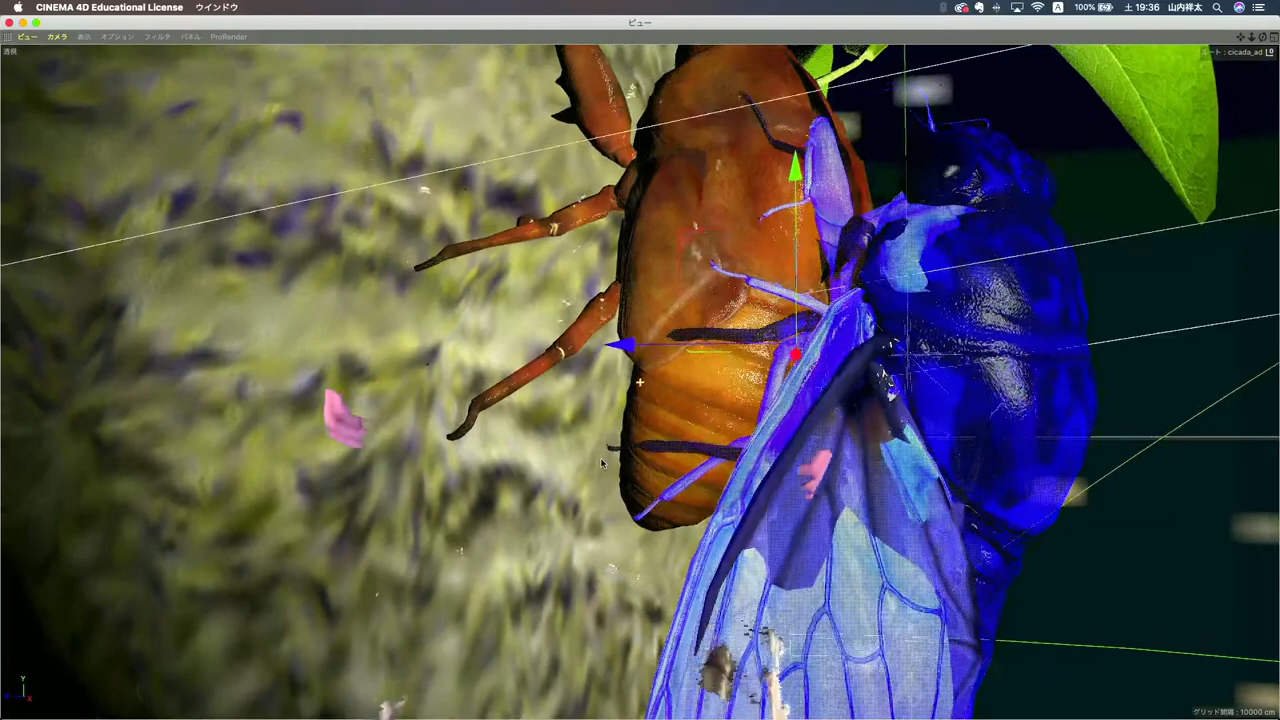 CINEMA 4D Educational License ウインドウ
100% 土 19:36 山内祥太
ビュー
ビュー カメラ 表示 オプション フィルタ パネル ProRender
透視
: cicada_ad
Y
X
グリッド間隔 : 10000 cm